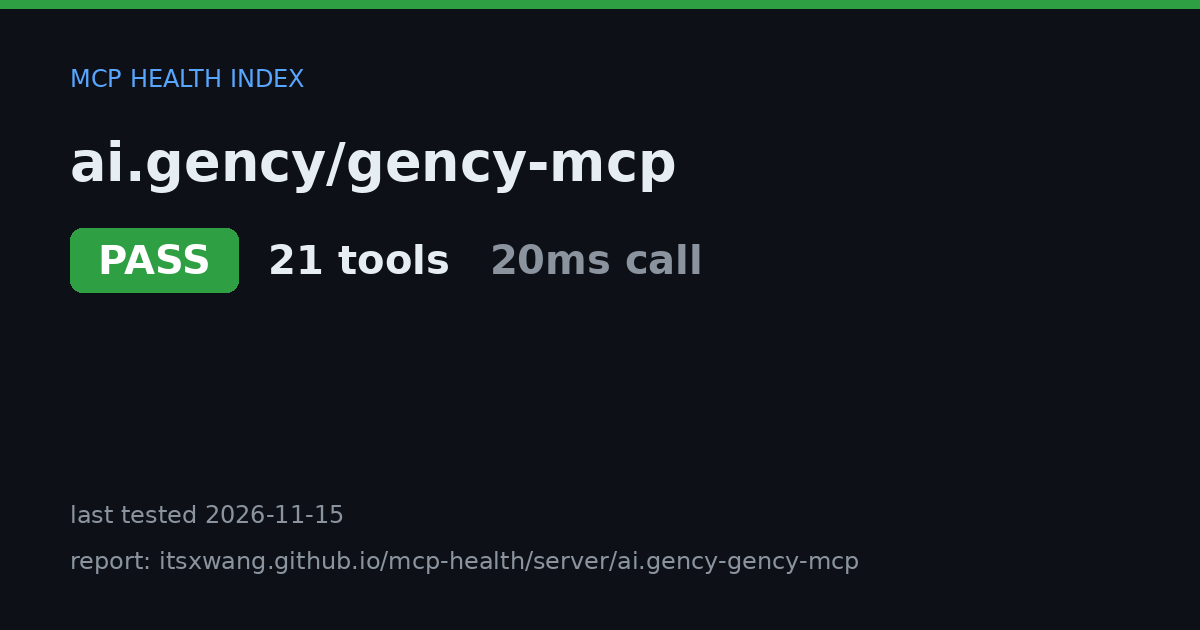 MCP HEALTH INDEX
ai.gency/gency-mcp
PASS 21 tools 20ms call
last tested 2026-11-15
report: itsxwang.github.io/mcp-health/server/ai.gency-gency-mcp